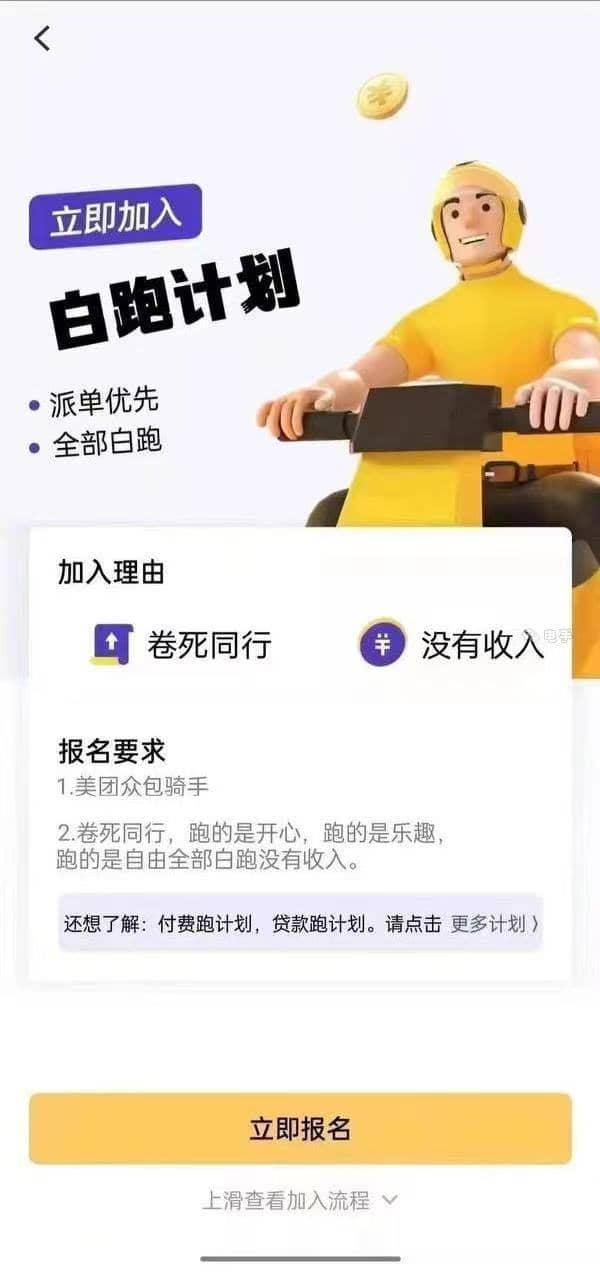 立即加入
白跑计划
派单优先
全部白跑
加入理由
卷死同行
没有收入
电手
报名要求
1.美团众包骑手
2.卷死同行，跑的是开心，跑的是乐趣，
跑的是自由全部白跑没有收入。
还想了解：付费跑计划，贷款跑计划。请点击 更多计划 〉
立即报名
上滑查看加入流程